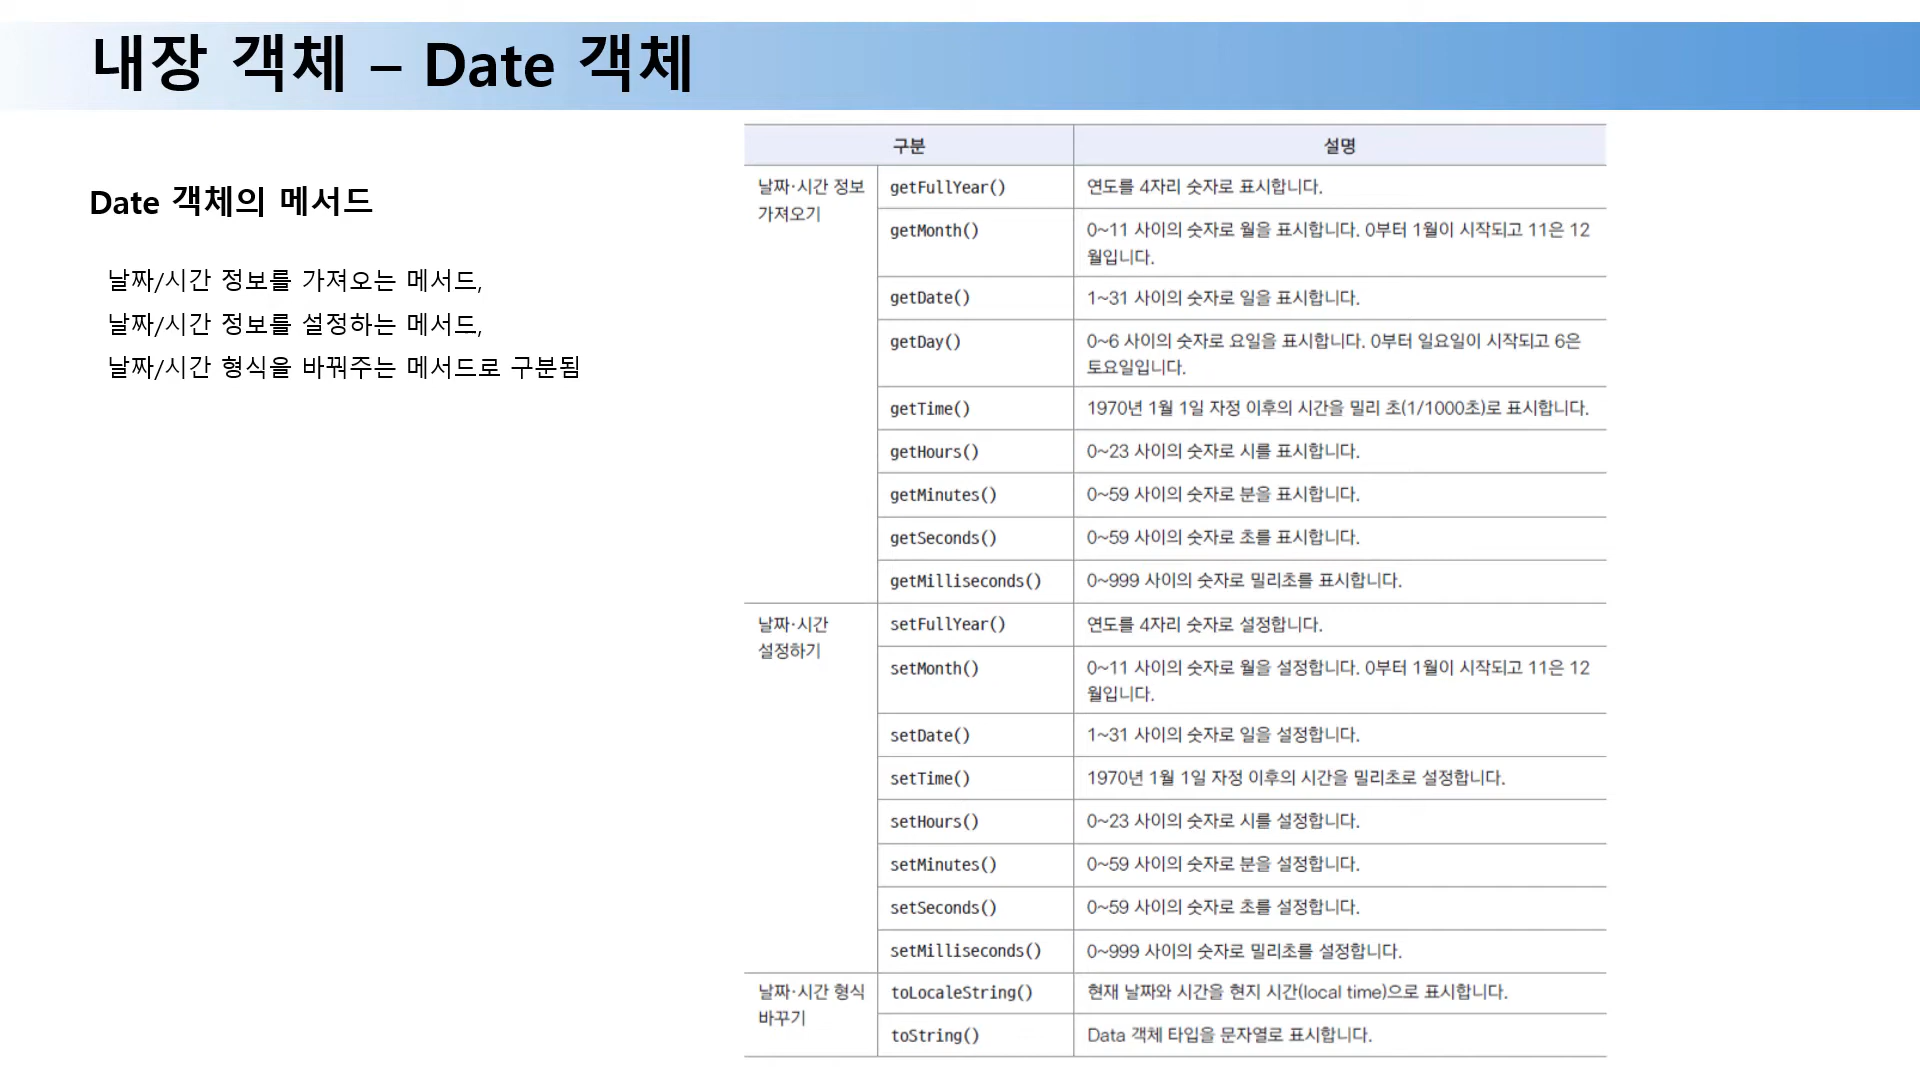 내장 객체 – Date 객체
Date 객체의 메서드
날짜/시간 정보를 가져오는 메서드,
날짜/시간 정보를 설정하는 메서드,
날짜/시간 형식을 바꿔주는 메서드로 구분됨
구분 설명
날짜·시간 정보
가져오기
getFullYear() 연도를 4자리 숫자로 표시합니다.
getMonth() 0~11 사이의 숫자로 월을 표시합니다. 0부터 1월이 시작되고 11은 12
월입니다.
getDate() 1~31 사이의 숫자로 일을 표시합니다.
getDay() 0~6 사이의 숫자로 요일을 표시합니다. 0부터 일요일이 시작되고 6은
토요일입니다.
getTime() 1970년 1월 1일 자정 이후의 시간을 밀리 초(1/1000초)로 표시합니다.
getHours() 0~23 사이의 숫자로 시를 표시합니다.
getMinutes() 0~59 사이의 숫자로 분을 표시합니다.
getSeconds() 0~59 사이의 숫자로 초를 표시합니다.
getMilliseconds() 0~999 사이의 숫자로 밀리초를 표시합니다.
날짜·시간
설정하기
setFullYear() 연도를 4자리 숫자로 설정합니다.
setMonth() 0~11 사이의 숫자로 월을 설정합니다. 0부터 1월이 시작되고 11은 12
월입니다.
setDate() 1~31 사이의 숫자로 일을 설정합니다.
setTime() 1970년 1월 1일 자정 이후의 시간을 밀리초로 설정합니다.
setHours() 0~23 사이의 숫자로 시를 설정합니다.
setMinutes() 0~59 사이의 숫자로 분을 설정합니다.
setSeconds() 0~59 사이의 숫자로 초를 설정합니다.
setMilliseconds() 0~999 사이의 숫자로 밀리초를 설정합니다.
날짜·시간 형식
바꾸기
toLocaleString() 현재 날짜와 시간을 현지 시간(local time)으로 표시합니다.
toString() Data 객체 타입을 문자열로 표시합니다.